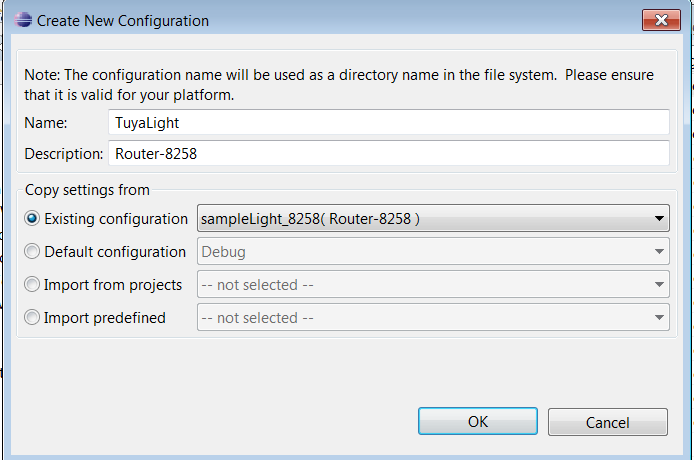 Create New Configuration
Note: The configuration name will be used as a directory name in the file system.  Please ensure
that it is valid for your platform.
Name: TuyaLight
Description: Router-8258
Copy settings from
Existing configuration sampleLight_8258( Router-8258 )
Default configuration Debug
Import from projects -- not selected --
Import predefined -- not selected --
OK Cancel